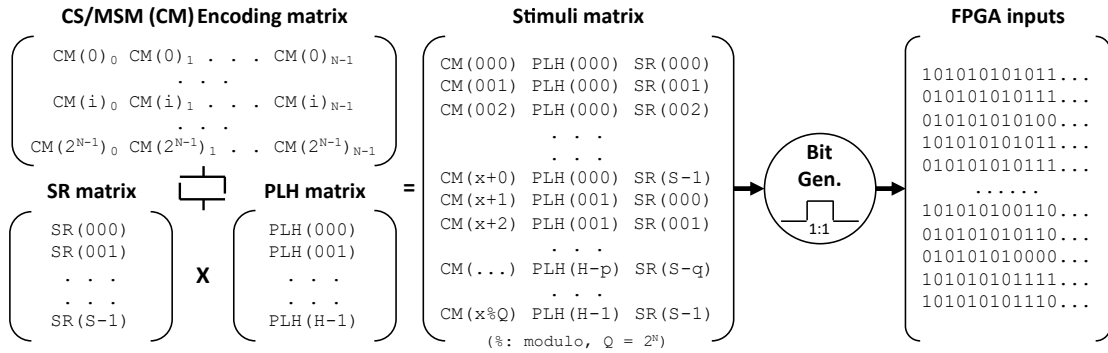 CS/MSM (CM) Encoding matrix
CM(0)₀ CM(0)₁ . . . CM(0)N-1
. . .
CM(i)₀ CM(i)₁ . . . CM(i)N-1
. . .
CM(2ᴺ⁻¹)₀ CM(2ᴺ⁻¹)₁ . . CM(2ᴺ⁻¹)N-1
SR matrix
SR(000)
SR(001)
. . .
. . .
SR(S-1)
X
PLH matrix
PLH(000)
PLH(001)
. . .
. . .
PLH(H-1)
=
Stimuli matrix
CM(000) PLH(000) SR(000)
CM(001) PLH(000) SR(001)
CM(002) PLH(000) SR(002)
. . .
. . .
CM(x+0) PLH(000) SR(S-1)
CM(x+1) PLH(001) SR(000)
CM(x+2) PLH(001) SR(001)
. . .
CM(...) PLH(H-p) SR(S-q)
. . .
CM(x%Q) PLH(H-1) SR(S-1)
(%: modulo, Q = 2ᴺ)
Bit
Gen.
1:1
FPGA inputs
101010101011...
010101010111...
010101010100...
101010101011...
010101010111...
......
101010100110...
010101010110...
010101010000...
101010101111...
101010101110...